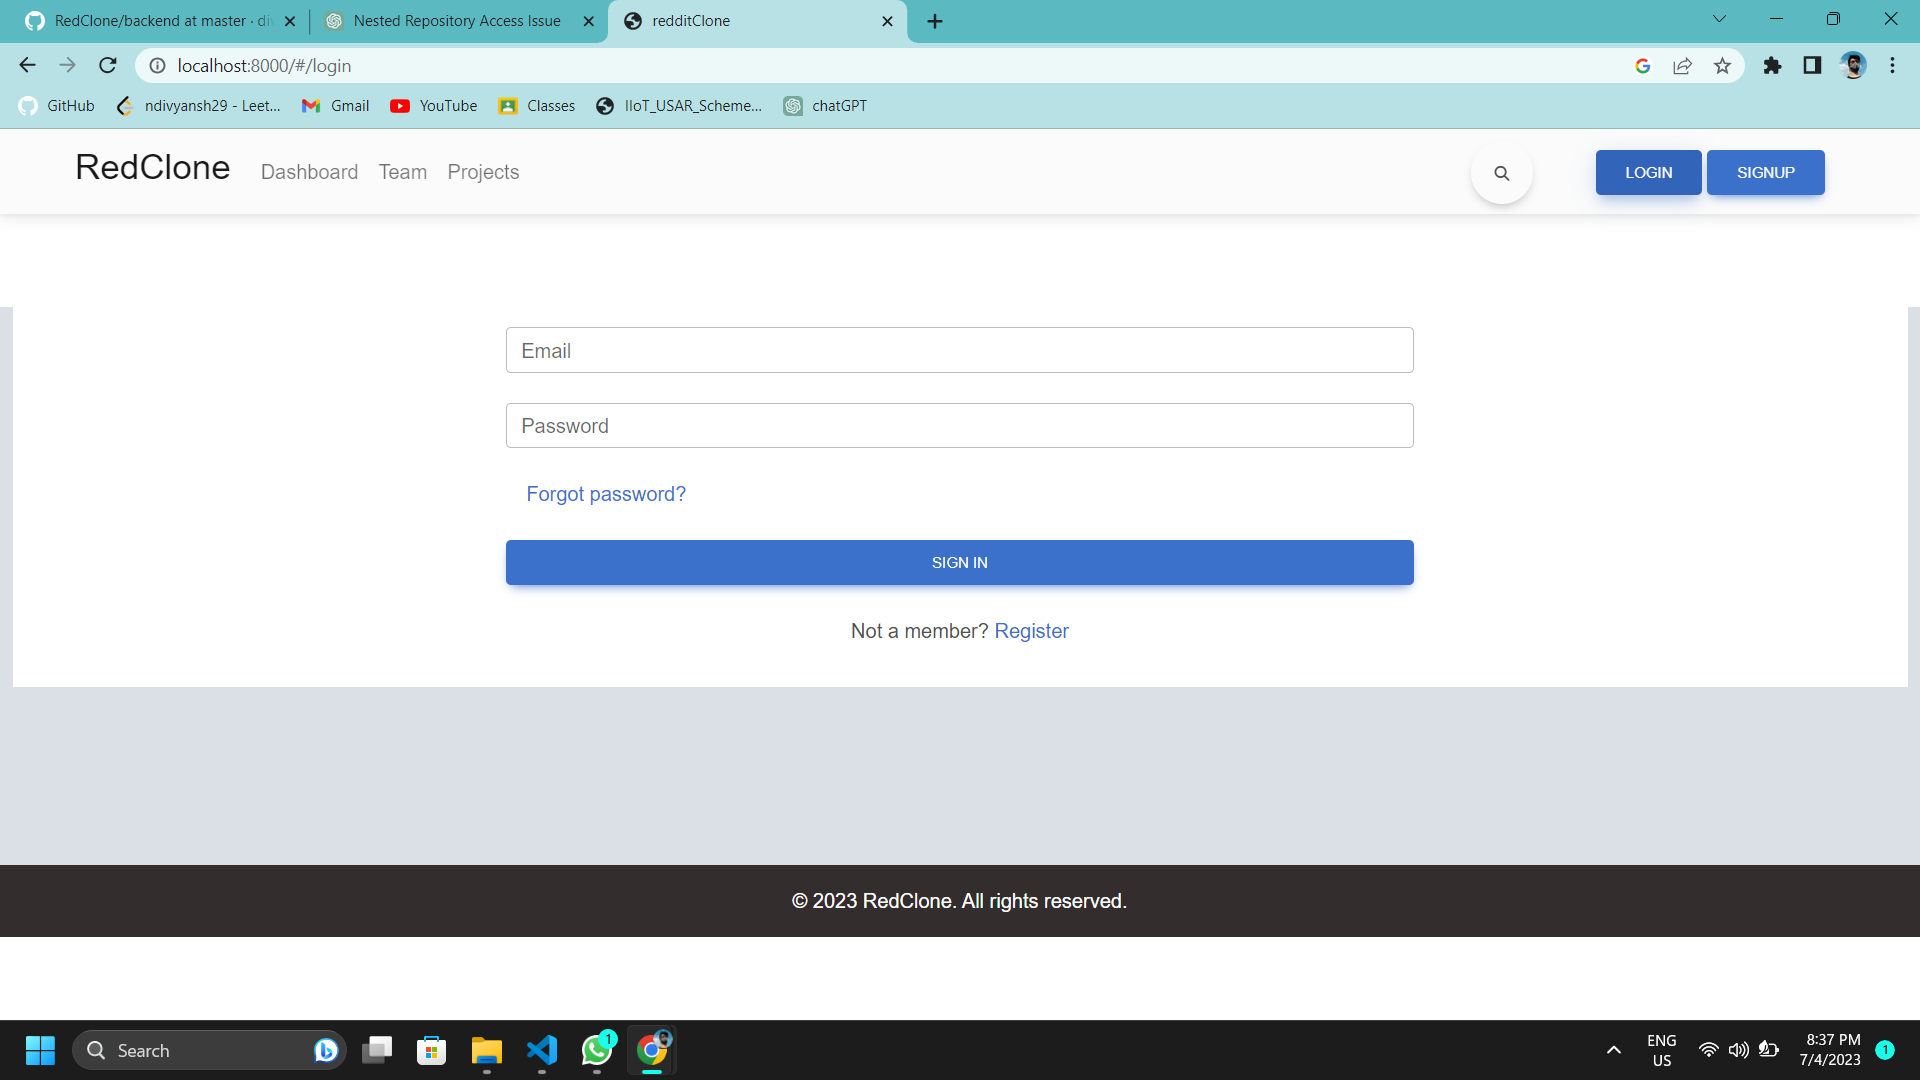 RedClone/backend at master · di
Nested Repository Access Issue
redditClone
localhost:8000/#/login
GitHub
ndivyansh29 - Leet...
Gmail
YouTube
Classes
IIoT_USAR_Scheme...
chatGPT
RedClone
Dashboard
Team
Projects
LOGIN
SIGNUP
Email
Password
Forgot password?
SIGN IN
Not a member? Register
© 2023 RedClone. All rights reserved.
Search
1
ENG
US
8:37 PM
7/4/2023
1